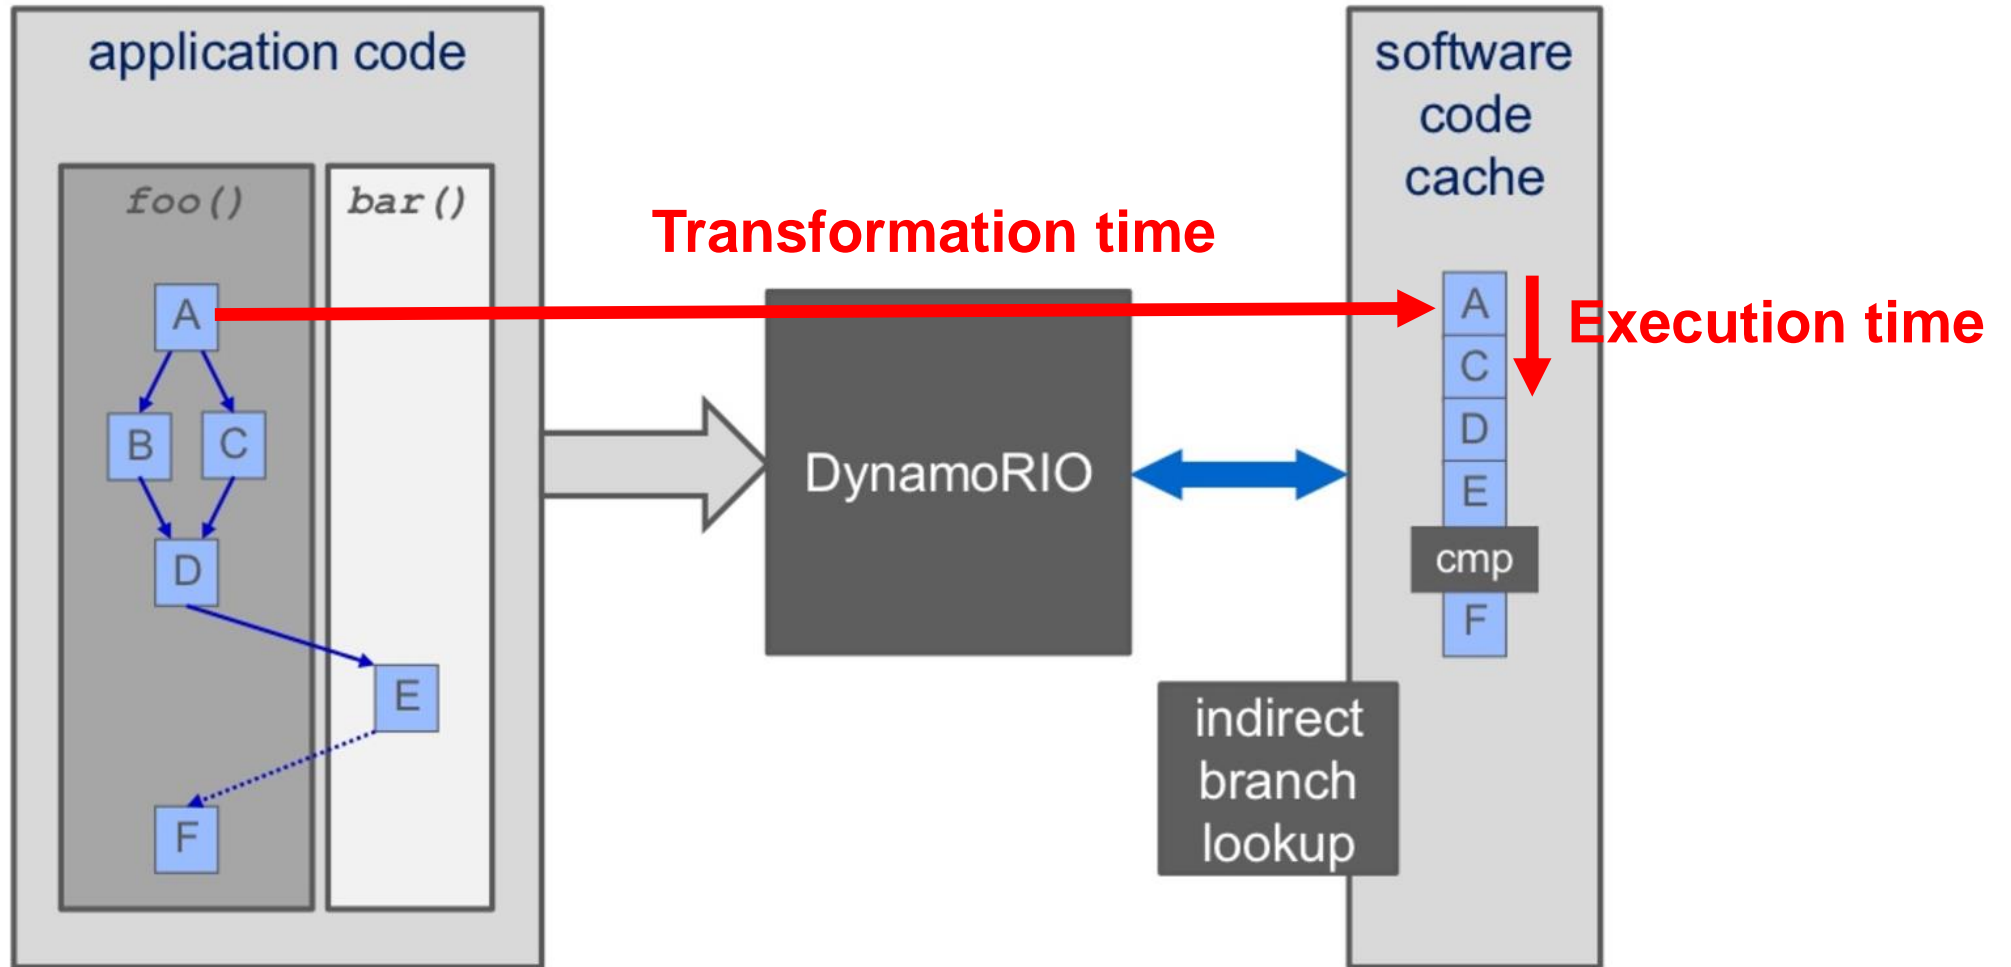 application code
foo()
bar()
A
B
C
D
E
F
Transformation time
DynamoRIO
software
code
cache
A
C
D
E
cmp
F
Execution time
indirect
branch
lookup